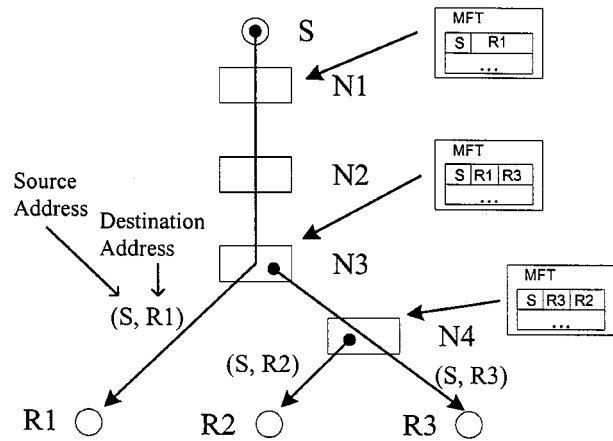 S
MFT
S R1
...
N1
MFT
S R1 R3
...
N2
Source
Address
Destination
Address
N3
MFT
S R3 R2
...
(S, R1)
N4
(S, R2)
(S, R3)
R1
R2
R3